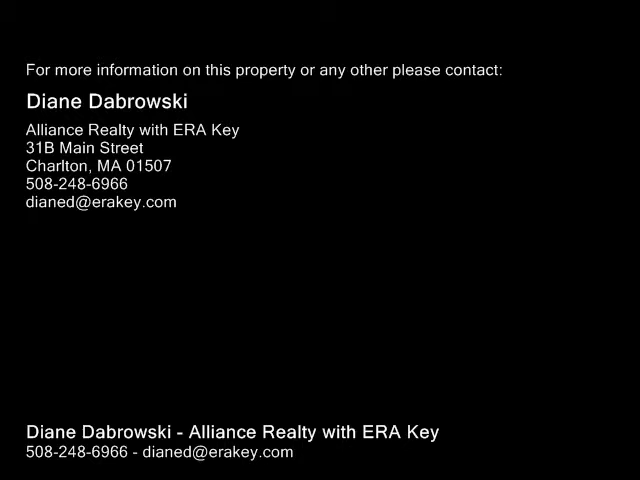 For more information on this property or any other please contact:
Diane Dabrowski
Alliance Realty with ERA Key
31B Main Street
Charlton, MA 01507
508-248-6966
dianed@erakey.com
Diane Dabrowski - Alliance Realty with ERA Key
508-248-6966 - dianed@erakey.com